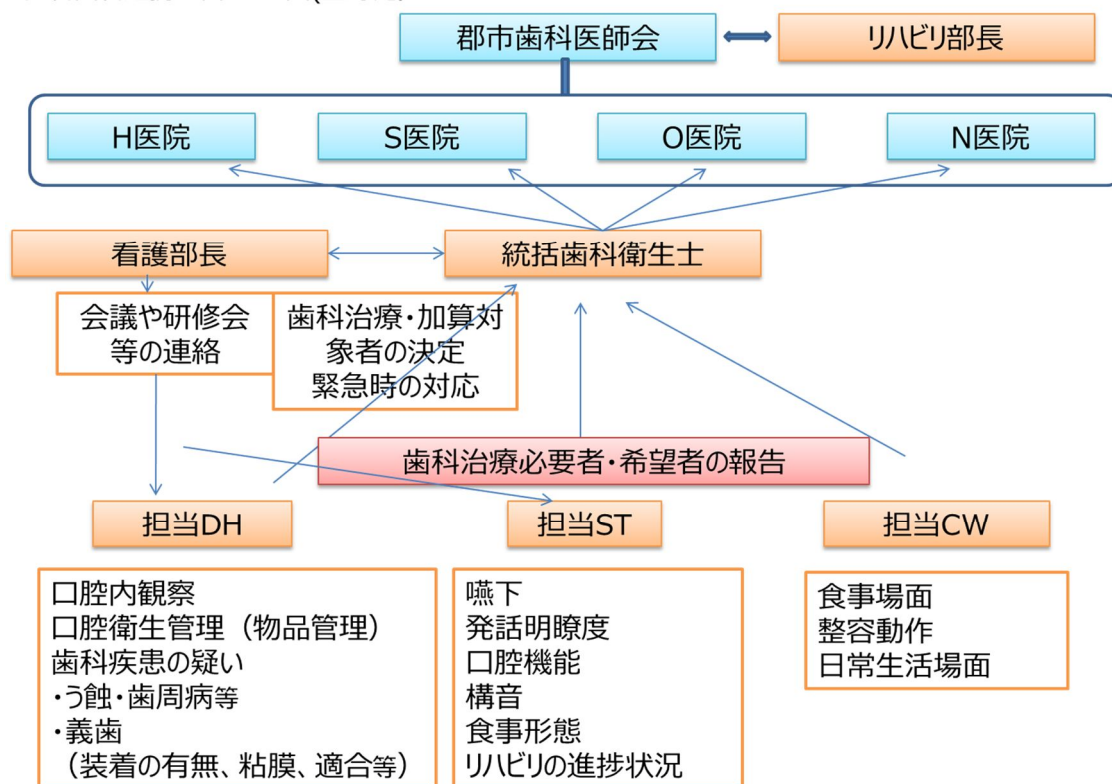 郡市歯科医師会
リハビリ部長
H医院
S医院
O医院
N医院
看護部長
統括歯科衛生士
会議や研修会
等の連絡
歯科治療・加算対
象者の決定
緊急時の対応
歯科治療必要者・希望者の報告
担当DH
担当ST
担当CW
口腔内観察
口腔衛生管理（物品管理）
歯科疾患の疑い
・う蝕・歯周病等
・義歯
（装着の有無、粘膜、適合等）
嚥下
発話明瞭度
口腔機能
構音
食事形態
リハビリの進捗状況
食事場面
整容動作
日常生活場面